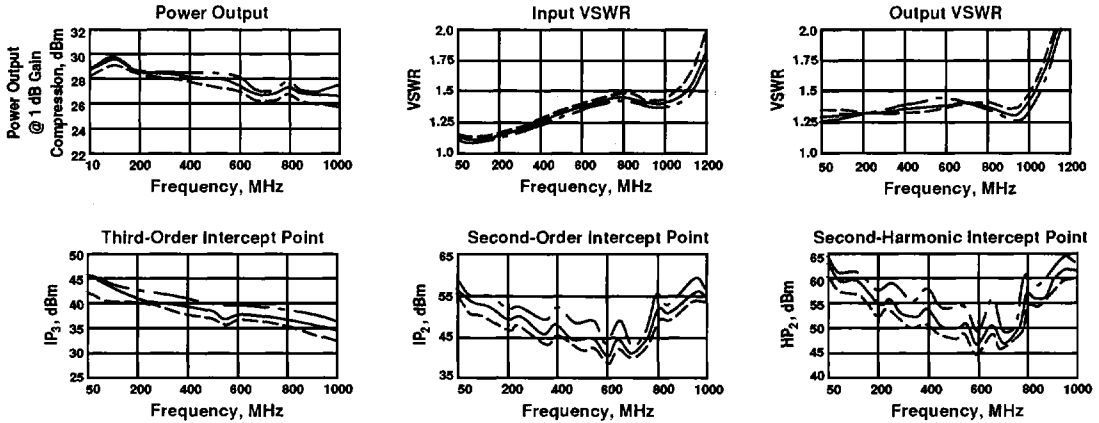 Power Output
Power Output
@ 1 dB Gain
Compression, dBm
32
30
28
26
24
22
10 200 400 600 800 1000
Frequency, MHz
Input VSWR
VSWR
2.0
1.75
1.5
1.25
1.0
50 200 400 600 800 1000 1200
Frequency, MHz
Output VSWR
VSWR
2.0
1.75
1.5
1.25
1.0
50 200 400 600 800 1000 1200
Frequency, MHz
Third-Order Intercept Point
IP3, dBm
50
45
40
35
30
25
50 200 400 600 800 1000
Frequency, MHz
Second-Order Intercept Point
IP2, dBm
65
55
45
35
50 200 400 600 800 1000
Frequency, MHz
Second-Harmonic Intercept Point
HP2, dBm
65
60
55
50
45
40
50 200 400 600 800 1000
Frequency, MHz